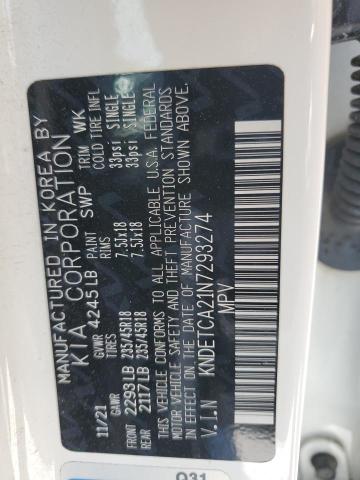 MANUFACTURED IN KOREA BY
KIA CORPORATION
11/21 GVWR 4245LB PAINT SWP TRIM WK
GAWR TIRES RIMS COLD TIRE INFL
FRONT 2293LB 235/45R18 7.5JX18 33psi SINGLE
REAR 2117LB 235/45R18 7.5JX18 33psi SINGLE
THIS VEHICLE CONFORMS TO ALL APPLICABLE U.S.A. FEDERAL
MOTOR VEHICLE SAFETY AND THEFT PREVENTION STANDARDS
IN EFFECT ON THE DATE OF MANUFACTURE SHOWN ABOVE.
V.I.N KNDETCA21N7293274
MPV
O31